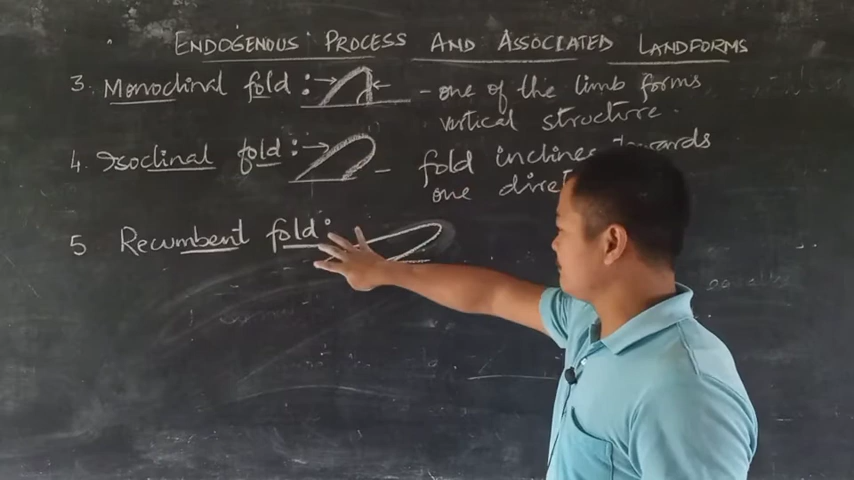 ENDOGENOUS PROCESS AND ASSOCIATED LANDFORMS
3. Monoclinal fold : - one of the limb forms
vertical structure.
4. Isoclinal fold : - fold inclines towards
one
5 Recumbent fold: